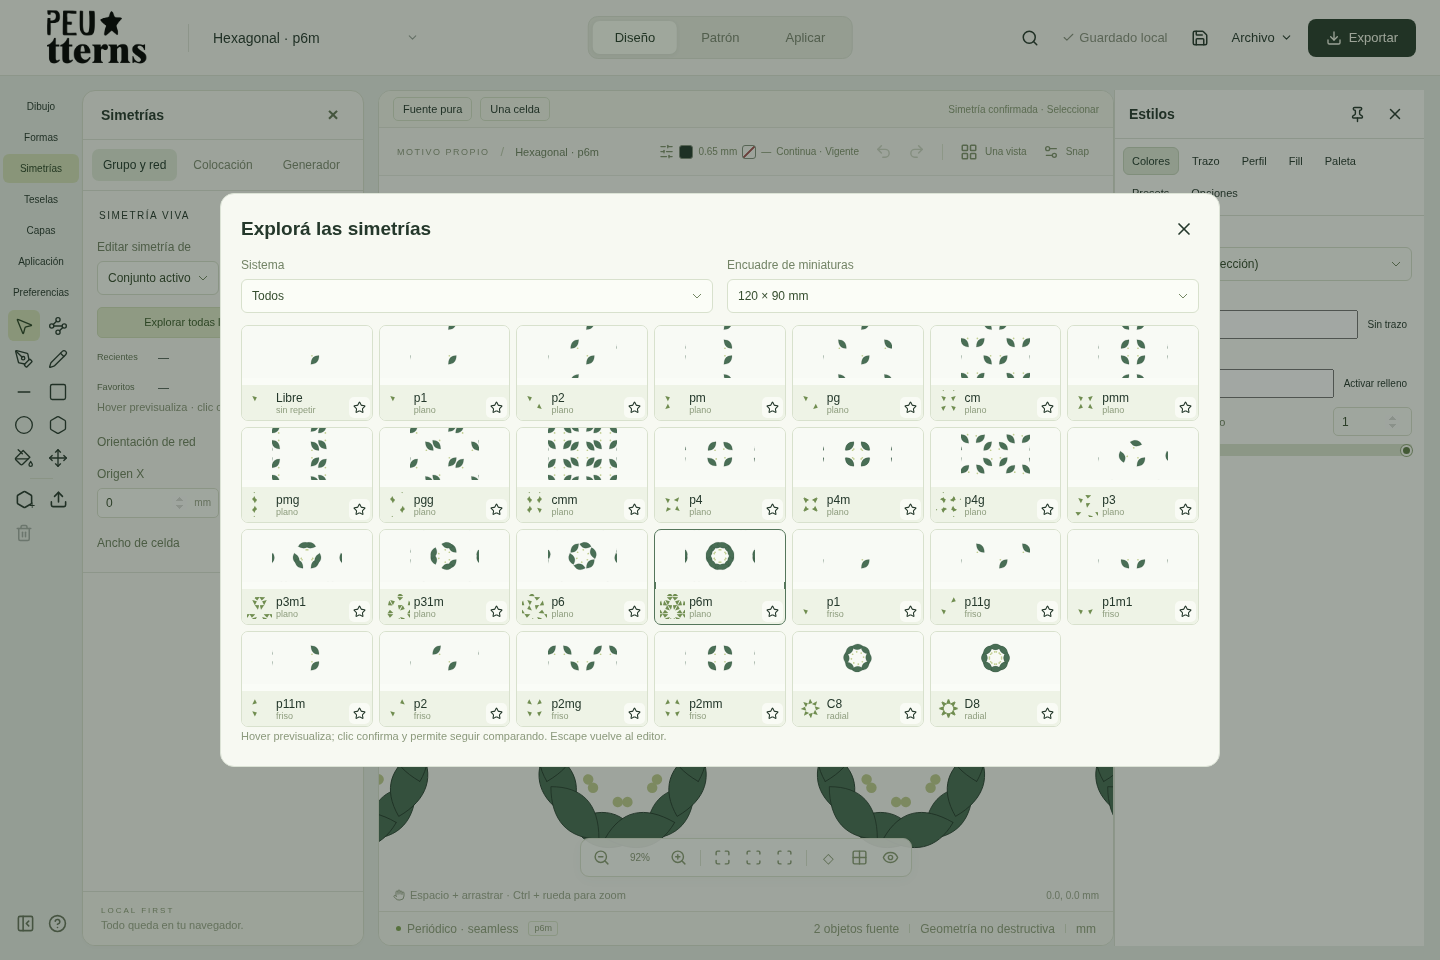 PEU★
tterns
Hexagonal · p6m
Diseño
Patrón
Aplicar
Guardado local
Archivo
Exportar
Dibujo
Formas
Simetrías
Teselas
Capas
Aplicación
Preferencias
Simetrías
Grupo y red
Colocación
Generador
SIMETRÍA VIVA
Editar simetría de
Conjunto activo
Explorar todas l
Recientes —
Favoritos —
Hover previsualiza · clic c
Orientación de red
Origen X
0 mm
Ancho de celda
LOCAL FIRST
Todo queda en tu navegador.
Fuente pura
Una celda
Simetría confirmada · Seleccionar
MOTIVO PROPIO / Hexagonal · p6m
0.65 mm
— Continua · Vigente
Una vista
Snap
Estilos
Colores
Trazo
Perfil
Fill
Paleta
Presets
Opciones
ección)
Sin trazo
Activar relleno
o
1
Explorá las simetrías
Sistema
Todos
Encuadre de miniaturas
120 × 90 mm
Libre
sin repetir
p1
plano
p2
plano
pm
plano
pg
plano
cm
plano
pmm
plano
pmg
plano
pgg
plano
cmm
plano
p4
plano
p4m
plano
p4g
plano
p3
plano
p3m1
plano
p31m
plano
p6
plano
p6m
plano
p1
friso
p11g
friso
p1m1
friso
p11m
friso
p2
friso
p2mg
friso
p2mm
friso
C8
radial
D8
radial
Hover previsualiza; clic confirma y permite seguir comparando. Escape vuelve al editor.
92%
Espacio + arrastrar · Ctrl + rueda para zoom
0.0, 0.0 mm
Periódico · seamless
p6m
2 objetos fuente
Geometría no destructiva
mm